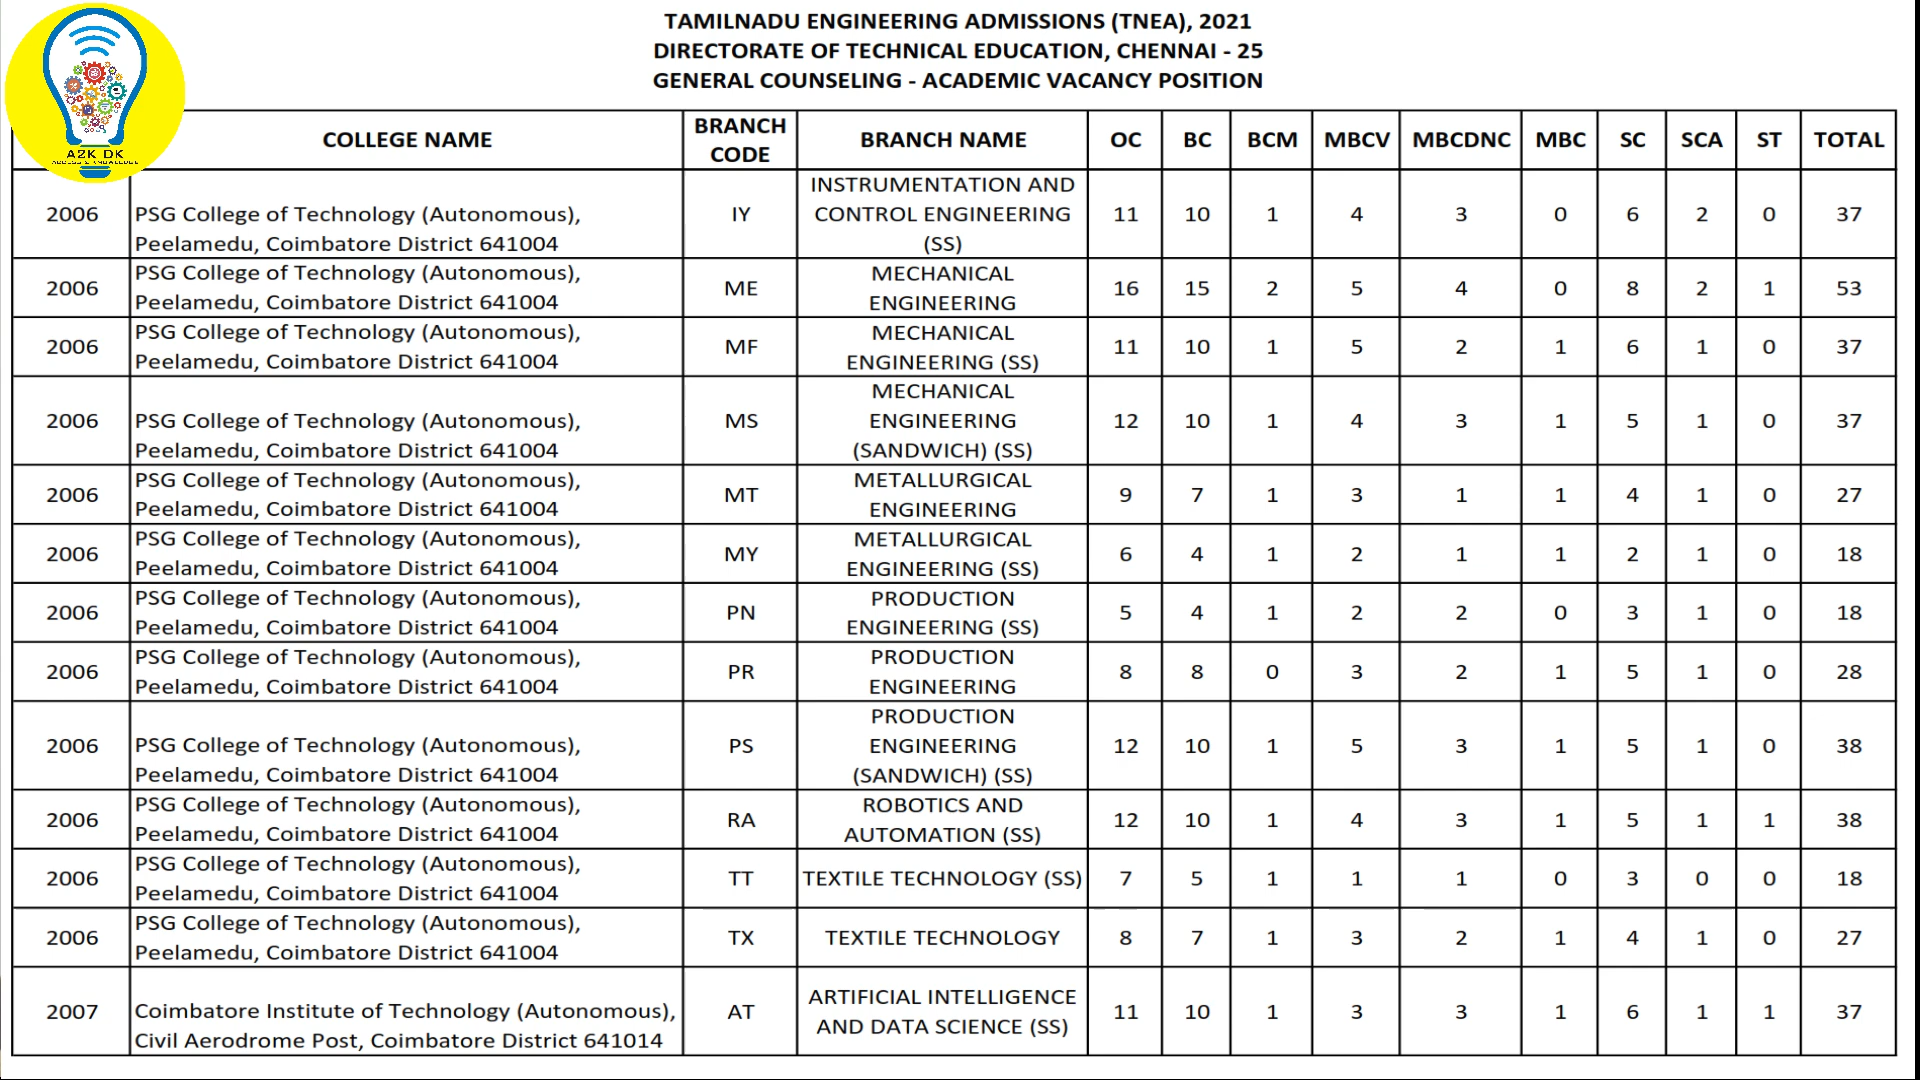 TAMILNADU ENGINEERING ADMISSIONS (TNEA), 2021
DIRECTORATE OF TECHNICAL EDUCATION, CHENNAI - 25
GENERAL COUNSELING - ACADEMIC VACANCY POSITION
A2K DK
COLLEGE NAME BRANCH CODE BRANCH NAME OC BC BCM MBCV MBCDNC MBC SC SCA ST TOTAL
2006 PSG College of Technology (Autonomous), Peelamedu, Coimbatore District 641004 IY INSTRUMENTATION AND CONTROL ENGINEERING (SS) 11 10 1 4 3 0 6 2 0 37
2006 PSG College of Technology (Autonomous), Peelamedu, Coimbatore District 641004 ME MECHANICAL ENGINEERING 16 15 2 5 4 0 8 2 1 53
2006 PSG College of Technology (Autonomous), Peelamedu, Coimbatore District 641004 MF MECHANICAL ENGINEERING (SS) 11 10 1 5 2 1 6 1 0 37
2006 PSG College of Technology (Autonomous), Peelamedu, Coimbatore District 641004 MS MECHANICAL ENGINEERING (SANDWICH) (SS) 12 10 1 4 3 1 5 1 0 37
2006 PSG College of Technology (Autonomous), Peelamedu, Coimbatore District 641004 MT METALLURGICAL ENGINEERING 9 7 1 3 1 1 4 1 0 27
2006 PSG College of Technology (Autonomous), Peelamedu, Coimbatore District 641004 MY METALLURGICAL ENGINEERING (SS) 6 4 1 2 1 1 2 1 0 18
2006 PSG College of Technology (Autonomous), Peelamedu, Coimbatore District 641004 PN PRODUCTION ENGINEERING (SS) 5 4 1 2 2 0 3 1 0 18
2006 PSG College of Technology (Autonomous), Peelamedu, Coimbatore District 641004 PR PRODUCTION ENGINEERING 8 8 0 3 2 1 5 1 0 28
2006 PSG College of Technology (Autonomous), Peelamedu, Coimbatore District 641004 PS PRODUCTION ENGINEERING (SANDWICH) (SS) 12 10 1 5 3 1 5 1 0 38
2006 PSG College of Technology (Autonomous), Peelamedu, Coimbatore District 641004 RA ROBOTICS AND AUTOMATION (SS) 12 10 1 4 3 1 5 1 1 38
2006 PSG College of Technology (Autonomous), Peelamedu, Coimbatore District 641004 TT TEXTILE TECHNOLOGY (SS) 7 5 1 1 1 0 3 0 0 18
2006 PSG College of Technology (Autonomous), Peelamedu, Coimbatore District 641004 TX TEXTILE TECHNOLOGY 8 7 1 3 2 1 4 1 0 27
2007 Coimbatore Institute of Technology (Autonomous), Civil Aerodrome Post, Coimbatore District 641014 AT ARTIFICIAL INTELLIGENCE AND DATA SCIENCE (SS) 11 10 1 3 3 1 6 1 1 37